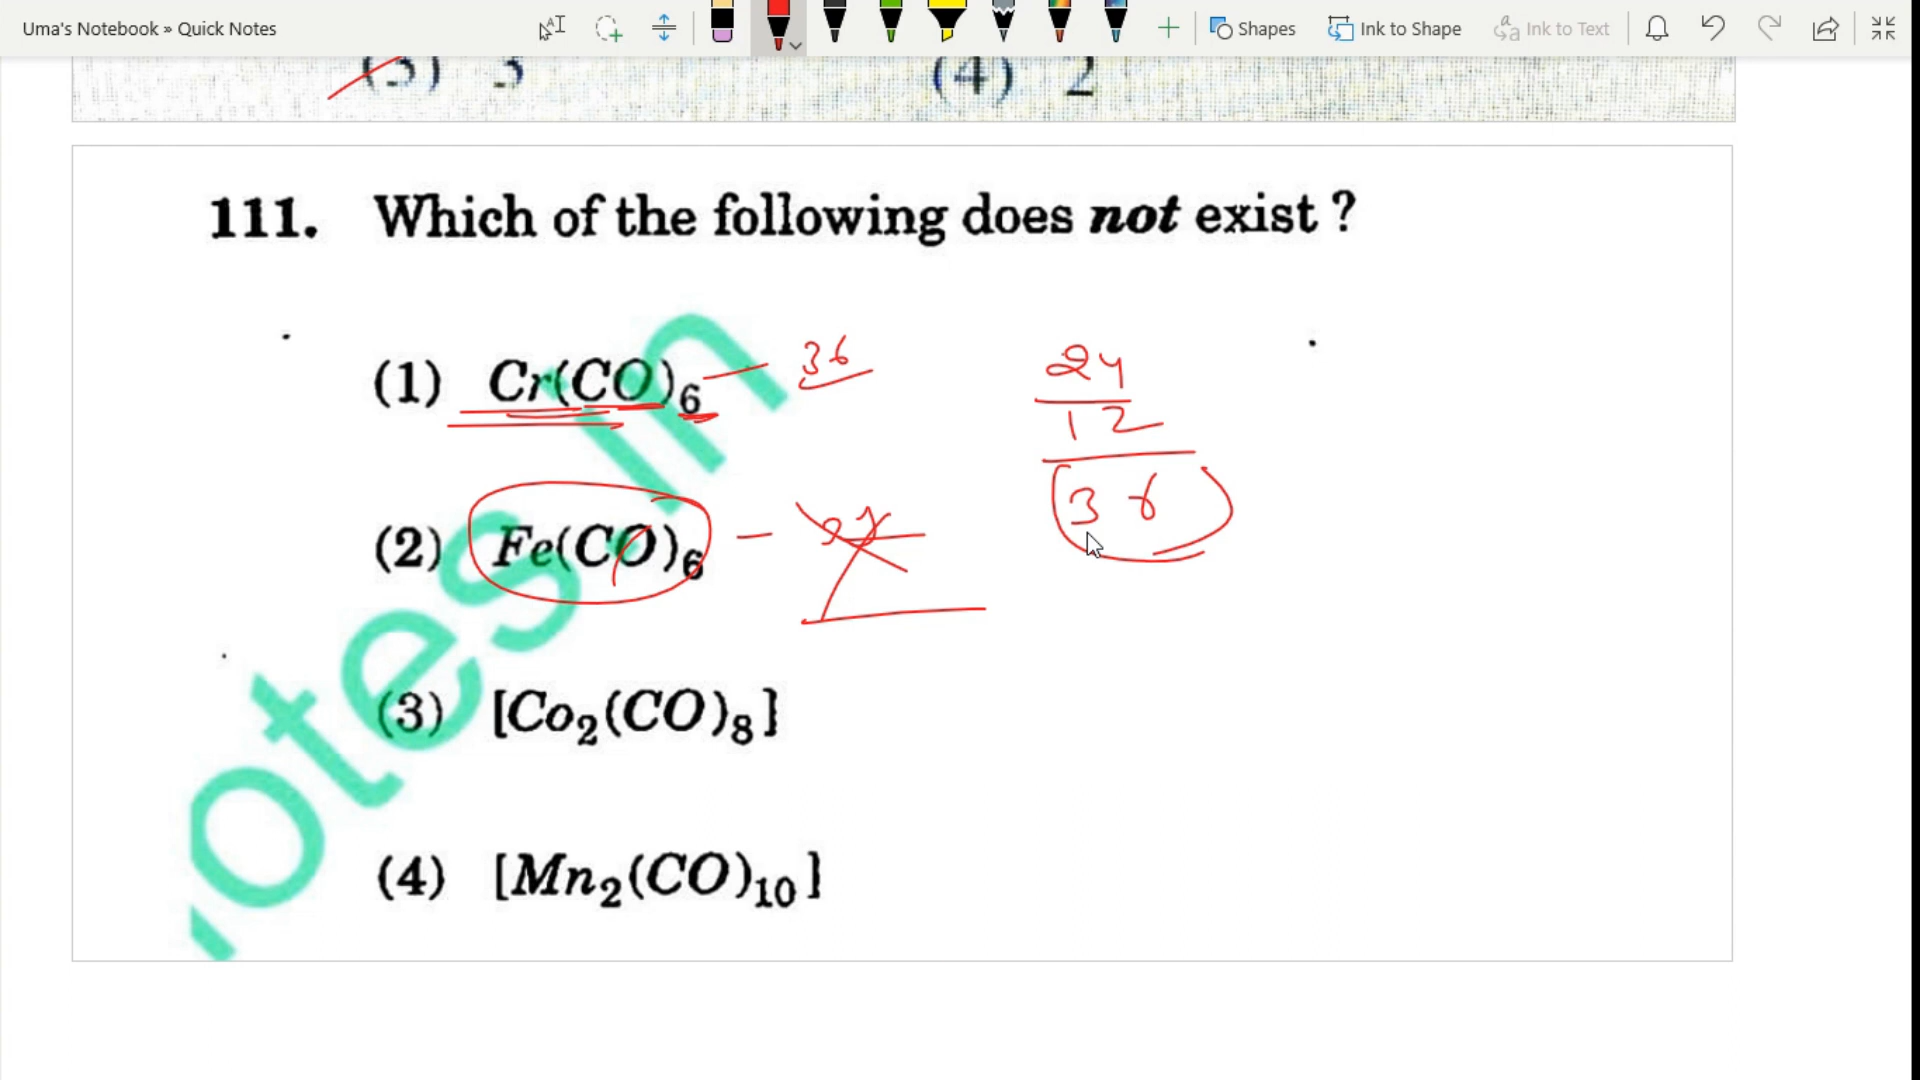 Uma's Notebook » Quick Notes
Shapes
Ink to Shape
Ink to Text
(3) 3 (4) 2
111. Which of the following does not exist ?
(1) Cr(CO)₆ — 36
24
12
36
(2) Fe(CO)₆ —
(3) [Co₂(CO)₈]
(4) [Mn₂(CO)₁₀]
otes.in